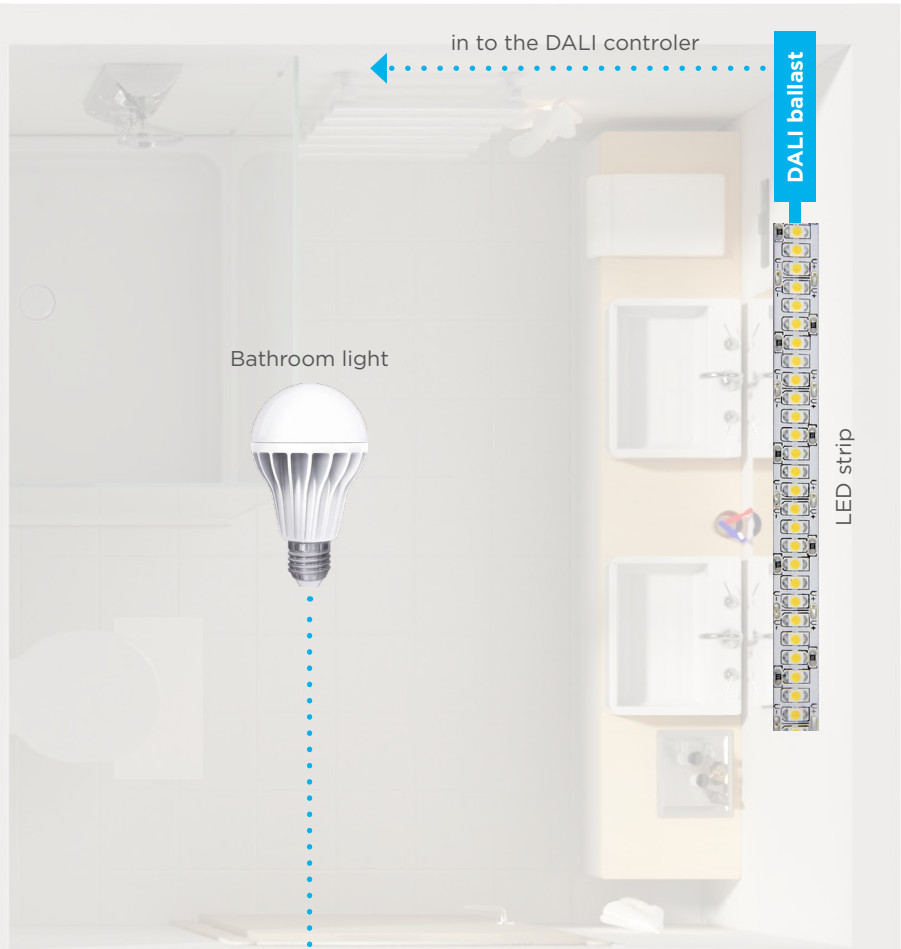 in to the DALI controler
DALI ballast
Bathroom light
LED strip